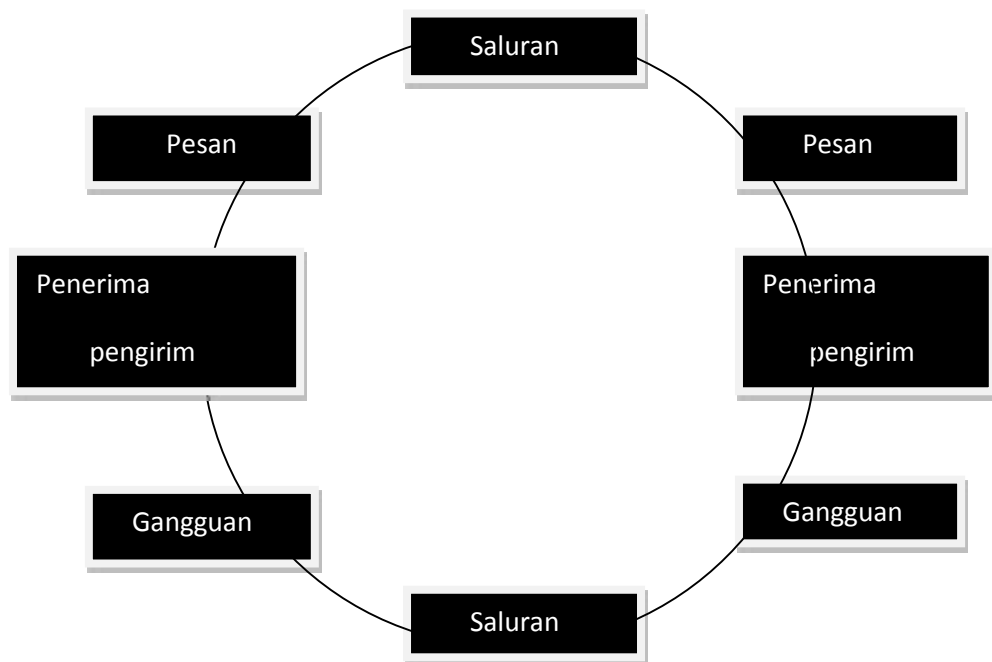 Saluran
Pesan
Pesan
Penerima
pengirim
Penerima
pengirim
Gangguan
Gangguan
Saluran